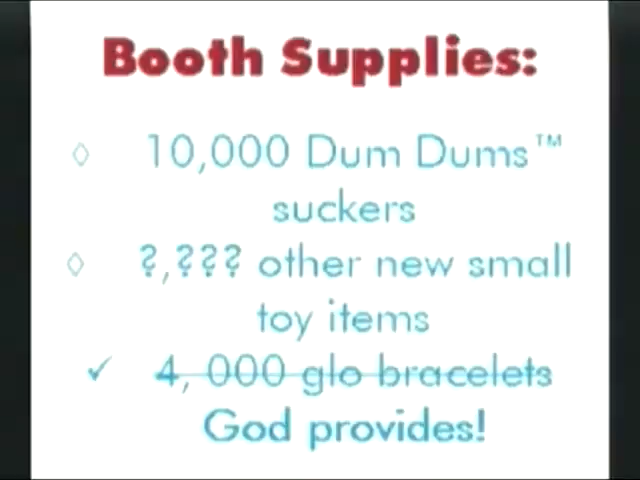 Booth Supplies:
◊ 10,000 Dum Dums™
suckers
◊ ?,??? other new small
toy items
✓ 4, 000 glo bracelets
God provides!